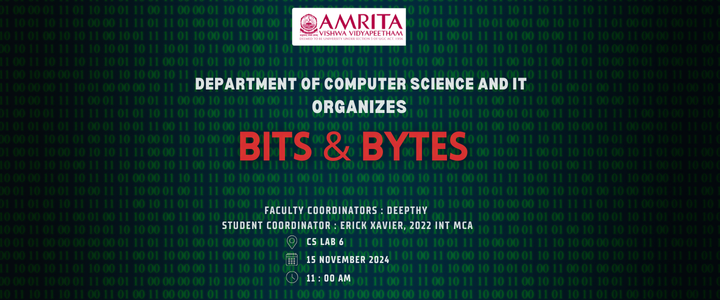 AMRITA
VISHWA VIDYAPEETHAM
DEPARTMENT OF COMPUTER SCIENCE AND IT
ORGANIZES
BITS & BYTES
FACULTY COORDINATORS : DEEPTHY
STUDENT COORDINATOR : ERICK XAVIER, 2022 INT MCA
CS LAB 6
15 NOVEMBER 2024
11 : 00 AM